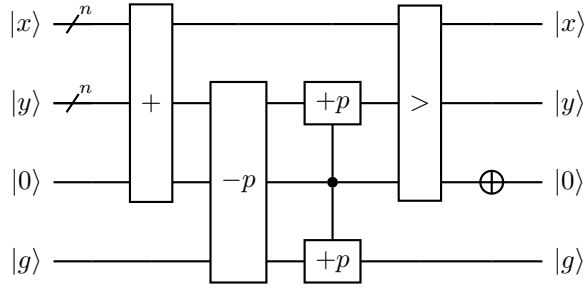 |x⟩ n |x⟩
|y⟩ n + +p > |y⟩
|0⟩ −p |0⟩
|g⟩ +p |g⟩